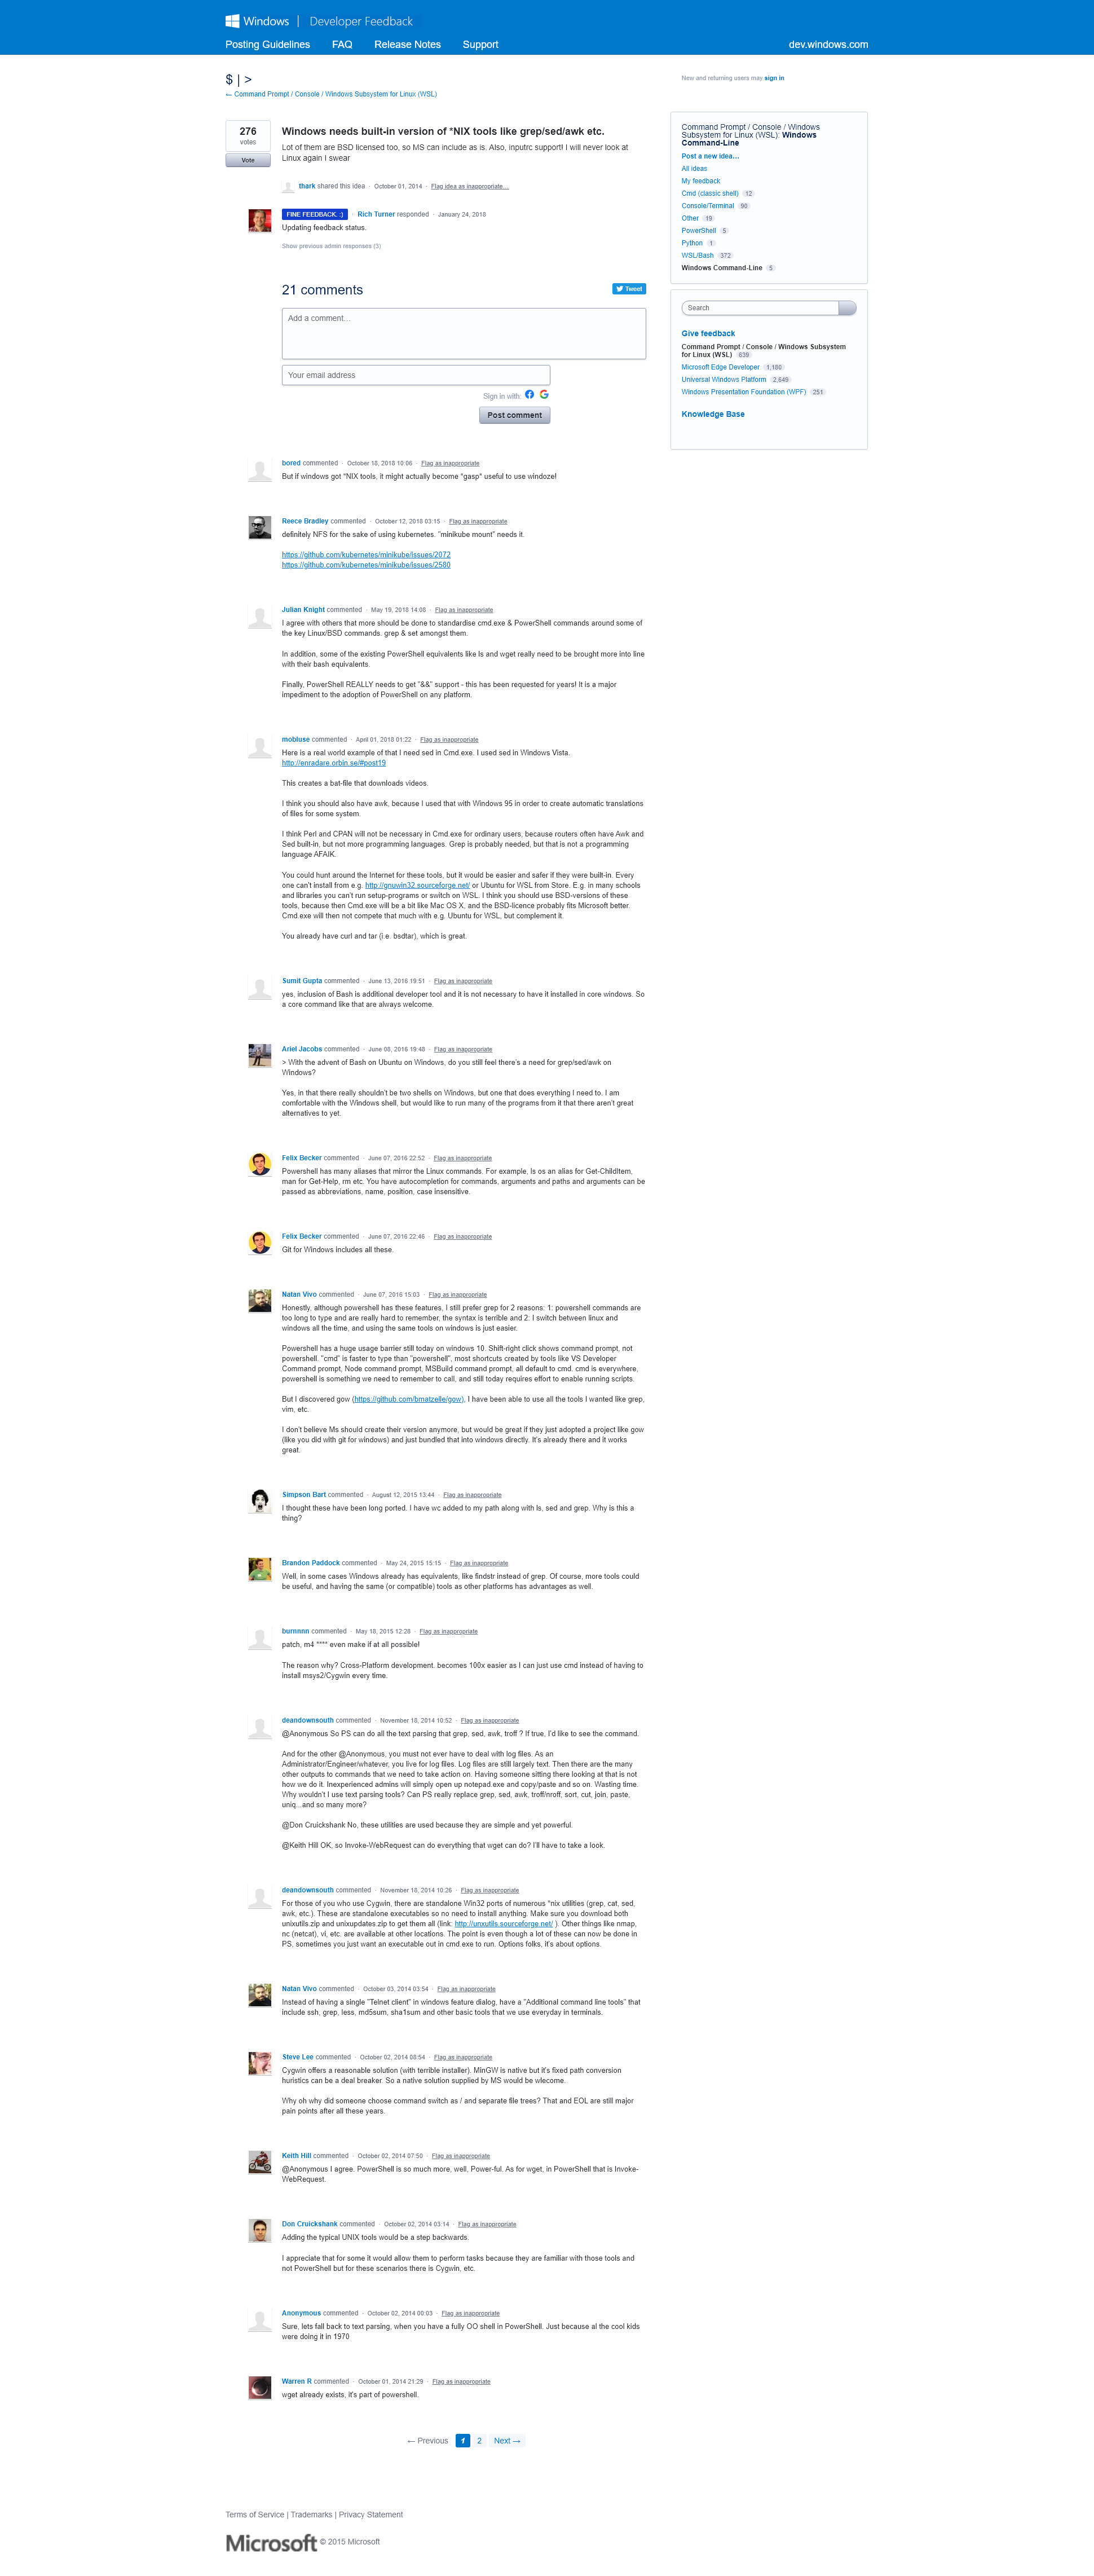 Windows | Developer Feedback
Posting Guidelines FAQ Release Notes Support dev.windows.com
$ | >
← Command Prompt / Console / Windows Subsystem for Linux (WSL)
New and returning users may sign in
276
votes
Vote
Windows needs built-in version of *NIX tools like grep/sed/awk etc.
Lot of them are BSD licensed too, so MS can include as is. Also, inputrc support! I will never look at
Linux again I swear
thark shared this idea · October 01, 2014 · Flag idea as inappropriate…
FINE FEEDBACK. :) · Rich Turner responded · January 24, 2018
Updating feedback status.
Show previous admin responses (3)
21 comments
Tweet
Add a comment…
Your email address
Sign in with:
Post comment
bored commented · October 18, 2018 10:06 · Flag as inappropriate
But if windows got *NIX tools, it might actually become *gasp* useful to use windoze!
Reece Bradley commented · October 12, 2018 03:15 · Flag as inappropriate
definitely NFS for the sake of using kubernetes. "minikube mount" needs it.
https://github.com/kubernetes/minikube/issues/2072
https://github.com/kubernetes/minikube/issues/2580
Julian Knight commented · May 19, 2018 14:08 · Flag as inappropriate
I agree with others that more should be done to standardise cmd.exe & PowerShell commands around some of
the key Linux/BSD commands. grep & set amongst them.
In addition, some of the existing PowerShell equivalents like ls and wget really need to be brought more into line
with their bash equivalents.
Finally, PowerShell REALLY needs to get "&&" support - this has been requested for years! It is a major
impediment to the adoption of PowerShell on any platform.
mobluse commented · April 01, 2018 01:22 · Flag as inappropriate
Here is a real world example of that I need sed in Cmd.exe. I used sed in Windows Vista.
http://enradare.orbin.se/#post19
This creates a bat-file that downloads videos.
I think you should also have awk, because I used that with Windows 95 in order to create automatic translations
of files for some system.
I think Perl and CPAN will not be necessary in Cmd.exe for ordinary users, because routers often have Awk and
Sed built-in, but not more programming languages. Grep is probably needed, but that is not a programming
language AFAIK.
You could hunt around the Internet for these tools, but it would be easier and safer if they were built-in. Every
one can't install from e.g. http://gnuwin32.sourceforge.net/ or Ubuntu for WSL from Store. E.g. in many schools
and libraries you can't run setup-programs or switch on WSL. I think you should use BSD-versions of these
tools, because then Cmd.exe will be a bit like Mac OS X, and the BSD-licence probably fits Microsoft better.
Cmd.exe will then not compete that much with e.g. Ubuntu for WSL, but complement it.
You already have curl and tar (i.e. bsdtar), which is great.
Sumit Gupta commented · June 13, 2016 19:51 · Flag as inappropriate
yes, inclusion of Bash is additional developer tool and it is not necessary to have it installed in core windows. So
a core command like that are always welcome.
Ariel Jacobs commented · June 08, 2016 19:48 · Flag as inappropriate
> With the advent of Bash on Ubuntu on Windows, do you still feel there's a need for grep/sed/awk on
Windows?
Yes, in that there really shouldn't be two shells on Windows, but one that does everything I need to. I am
comfortable with the Windows shell, but would like to run many of the programs from it that there aren't great
alternatives to yet.
Felix Becker commented · June 07, 2016 22:52 · Flag as inappropriate
Powershell has many aliases that mirror the Linux commands. For example, ls os an alias for Get-ChildItem,
man for Get-Help, rm etc. You have autocompletion for commands, arguments and paths and arguments can be
passed as abbreviations, name, position, case insensitive.
Felix Becker commented · June 07, 2016 22:46 · Flag as inappropriate
Git for Windows includes all these.
Natan Vivo commented · June 07, 2016 15:03 · Flag as inappropriate
Honestly, although powershell has these features, I still prefer grep for 2 reasons: 1: powershell commands are
too long to type and are really hard to remember, the syntax is terrible and 2: I switch between linux and
windows all the time, and using the same tools on windows is just easier.
Powershell has a huge usage barrier still today on windows 10. Shift-right click shows command prompt, not
powershell. "cmd" is faster to type than "powershell", most shortcuts created by tools like VS Developer
Command prompt, Node command prompt, MSBuild command prompt, all default to cmd. cmd is everywhere,
powershell is something we need to remember to call, and still today requires effort to enable running scripts.
But I discovered gow (https://github.com/bmatzelle/gow), I have been able to use all the tools I wanted like grep,
vim, etc.
I don't believe Ms should create their version anymore, but would be great if they just adopted a project like gow
(like you did with git for windows) and just bundled that into windows directly. It's already there and it works
great.
Simpson Bart commented · August 12, 2015 13:44 · Flag as inappropriate
I thought these have been long ported. I have wc added to my path along with ls, sed and grep. Why is this a
thing?
Brandon Paddock commented · May 24, 2015 15:15 · Flag as inappropriate
Well, in some cases Windows already has equivalents, like findstr instead of grep. Of course, more tools could
be useful, and having the same (or compatible) tools as other platforms has advantages as well.
burnnnn commented · May 18, 2015 12:28 · Flag as inappropriate
patch, m4 **** even make if at all possible!
The reason why? Cross-Platform development. becomes 100x easier as I can just use cmd instead of having to
install msys2/Cygwin every time.
deandownsouth commented · November 18, 2014 10:52 · Flag as inappropriate
@Anonymous So PS can do all the text parsing that grep, sed, awk, troff ? If true, I'd like to see the command.
And for the other @Anonymous, you must not ever have to deal with log files. As an
Administrator/Engineer/whatever, you live for log files. Log files are still largely text. Then there are the many
other outputs to commands that we need to take action on. Having someone sitting there looking at that is not
how we do it. Inexperienced admins will simply open up notepad.exe and copy/paste and so on. Wasting time.
Why wouldn't I use text parsing tools? Can PS really replace grep, sed, awk, troff/nroff, sort, cut, join, paste,
uniq...and so many more?
@Don Cruickshank No, these utilities are used because they are simple and yet powerful.
@Keith Hill OK, so Invoke-WebRequest can do everything that wget can do? I'll have to take a look.
deandownsouth commented · November 18, 2014 10:26 · Flag as inappropriate
For those of you who use Cygwin, there are standalone Win32 ports of numerous *nix utilities (grep, cat, sed,
awk, etc.). These are standalone executables so no need to install anything. Make sure you download both
unixutils.zip and unixupdates.zip to get them all (link: http://unxutils.sourceforge.net/ ). Other things like nmap,
nc (netcat), vi, etc. are available at other locations. The point is even though a lot of these can now be done in
PS, sometimes you just want an executable out in cmd.exe to run. Options folks, it's about options.
Natan Vivo commented · October 03, 2014 03:54 · Flag as inappropriate
Instead of having a single "Telnet client" in windows feature dialog, have a "Additional command line tools" that
include ssh, grep, less, md5sum, sha1sum and other basic tools that we use everyday in terminals.
Steve Lee commented · October 02, 2014 08:54 · Flag as inappropriate
Cygwin offers a reasonable solution (with terrible installer). MinGW is native but it's fixed path conversion
huristics can be a deal breaker. So a native solution supplied by MS would be wlecome.
Why oh why did someone choose command switch as / and separate file trees? That and EOL are still major
pain points after all these years.
Keith Hill commented · October 02, 2014 07:50 · Flag as inappropriate
@Anonymous I agree. PowerShell is so much more, well, Power-ful. As for wget, in PowerShell that is Invoke-
WebRequest.
Don Cruickshank commented · October 02, 2014 03:14 · Flag as inappropriate
Adding the typical UNIX tools would be a step backwards.
I appreciate that for some it would allow them to perform tasks because they are familiar with those tools and
not PowerShell but for these scenarios there is Cygwin, etc.
Anonymous commented · October 02, 2014 00:03 · Flag as inappropriate
Sure, lets fall back to text parsing, when you have a fully OO shell in PowerShell. Just because al the cool kids
were doing it in 1970
Warren R commented · October 01, 2014 21:29 · Flag as inappropriate
wget already exists, it's part of powershell.
← Previous 1 2 Next →
Command Prompt / Console / Windows
Subsystem for Linux (WSL): Windows
Command-Line
Post a new idea…
All ideas
My feedback
Cmd (classic shell) 12
Console/Terminal 90
Other 19
PowerShell 5
Python 1
WSL/Bash 372
Windows Command-Line 5
Search
Give feedback
Command Prompt / Console / Windows Subsystem
for Linux (WSL) 639
Microsoft Edge Developer 1,180
Universal Windows Platform 2,649
Windows Presentation Foundation (WPF) 251
Knowledge Base
Terms of Service | Trademarks | Privacy Statement
Microsoft © 2015 Microsoft